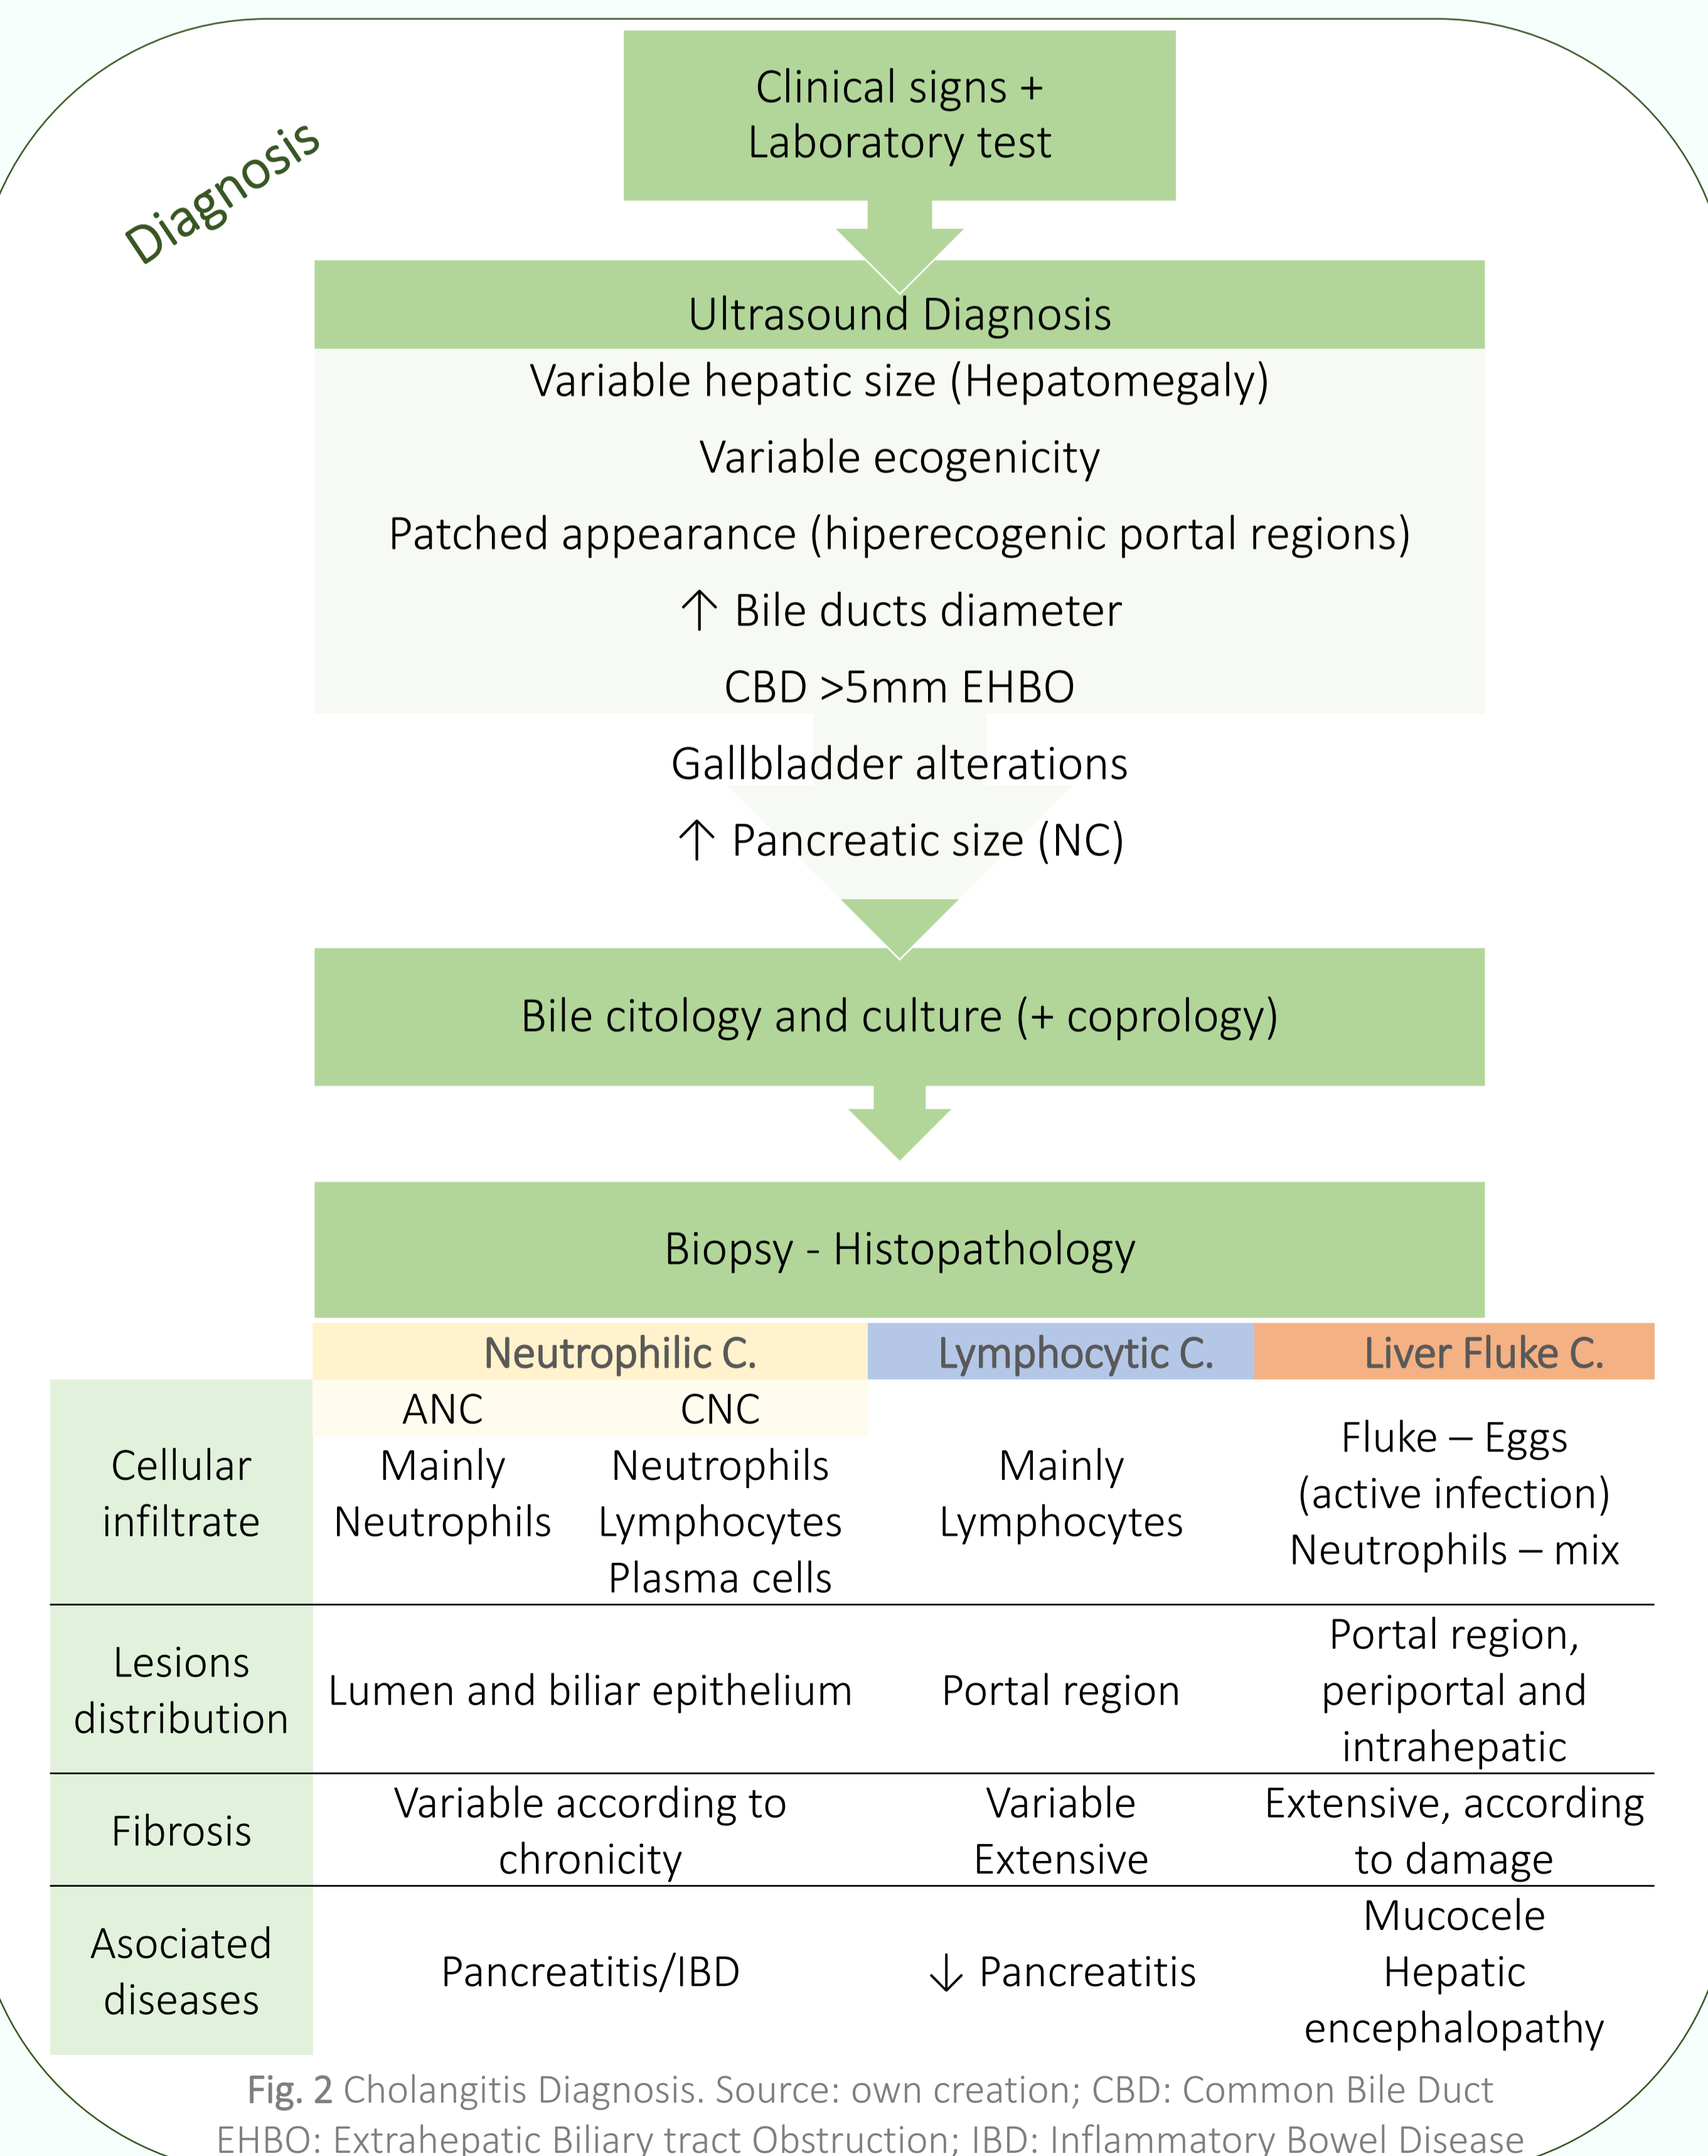 Diagnosis
Clinical signs +
Laboratory test
Ultrasound Diagnosis
Variable hepatic size (Hepatomegaly)
Variable ecogenicity
Patched appearance (hiperecogenic portal regions)
↑ Bile ducts diameter
CBD >5mm EHBO
Gallbladder alterations
↑ Pancreatic size (NC)
Bile citology and culture (+ coprology)
Biopsy - Histopathology
Neutrophilic C. Lymphocytic C. Liver Fluke C.
ANC CNC
Cellular
infiltrate
Mainly
Neutrophils
Neutrophils
Lymphocytes
Plasma cells
Mainly
Lymphocytes
Fluke – Eggs
(active infection)
Neutrophils – mix
Lesions
distribution
Lumen and biliar epithelium
Portal region
Portal region,
periportal and
intrahepatic
Fibrosis
Variable according to
chronicity
Variable
Extensive
Extensive, according
to damage
Asociated
diseases
Pancreatitis/IBD
↓ Pancreatitis
Mucocele
Hepatic
encephalopathy
Fig. 2 Cholangitis Diagnosis. Source: own creation; CBD: Common Bile Duct
EHBO: Extrahepatic Biliary tract Obstruction; IBD: Inflammatory Bowel Disease